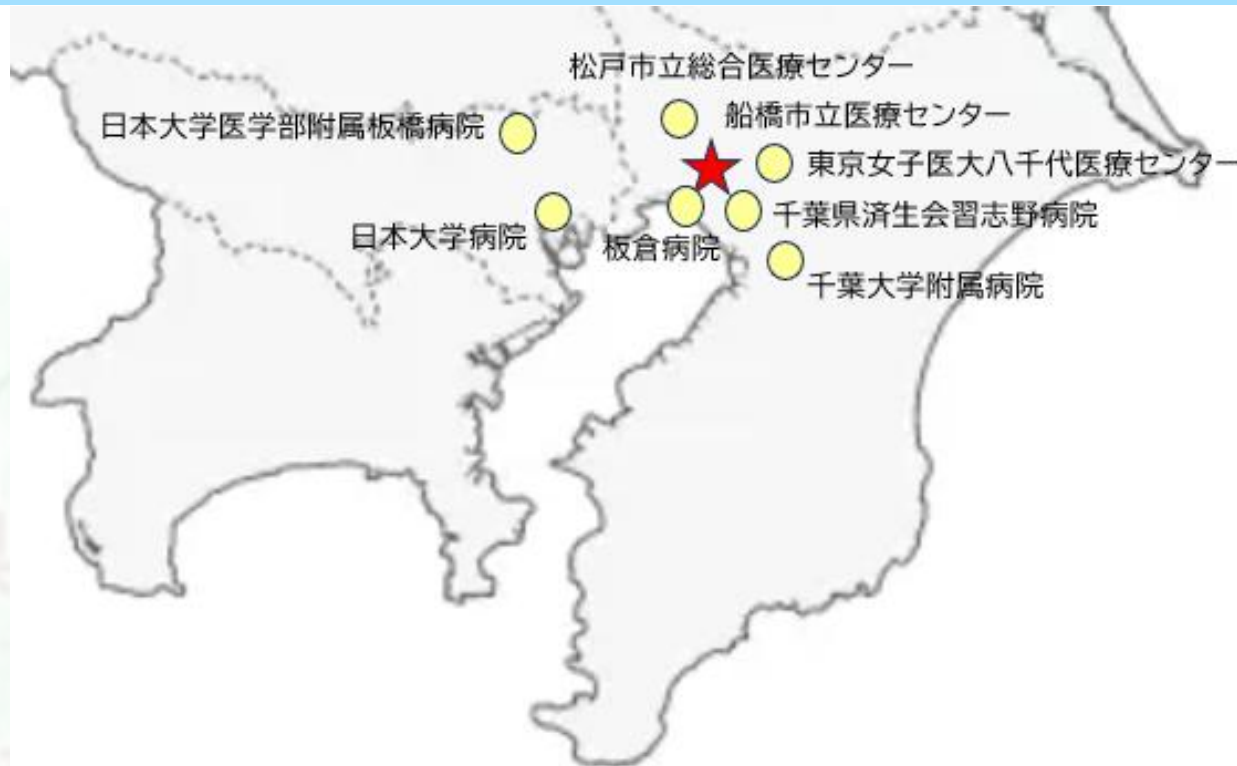 松戸市立総合医療センター
船橋市立医療センター
日本大学医学部附属板橋病院
東京女子医大八千代医療センター
千葉県済生会習志野病院
日本大学病院
板倉病院
千葉大学附属病院